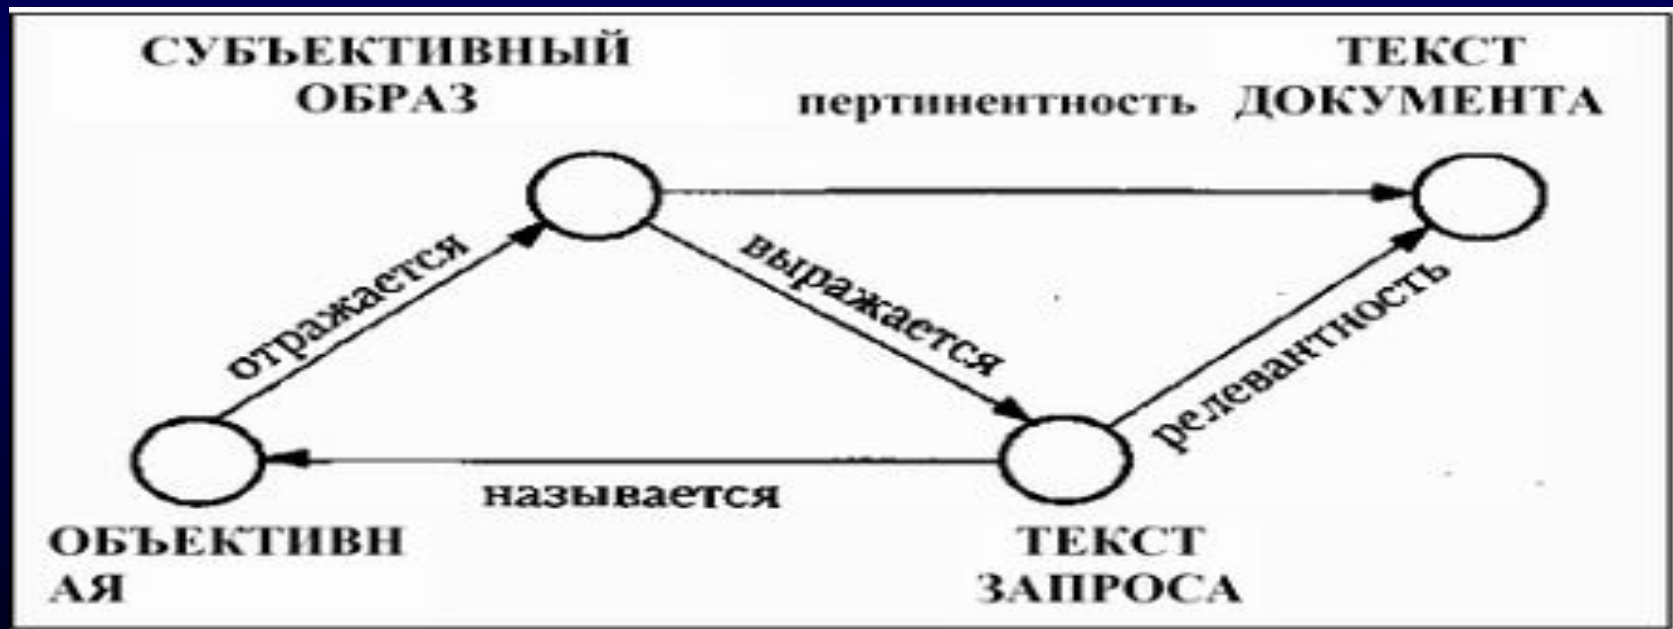 СУБЪЕКТИВНЫЙ
ОБРАЗ
пертинентность
ТЕКСТ
ДОКУМЕНТА
отражается
выражается
релевантность
называется
ОБЪЕКТИВН
АЯ
ТЕКСТ
ЗАПРОСА